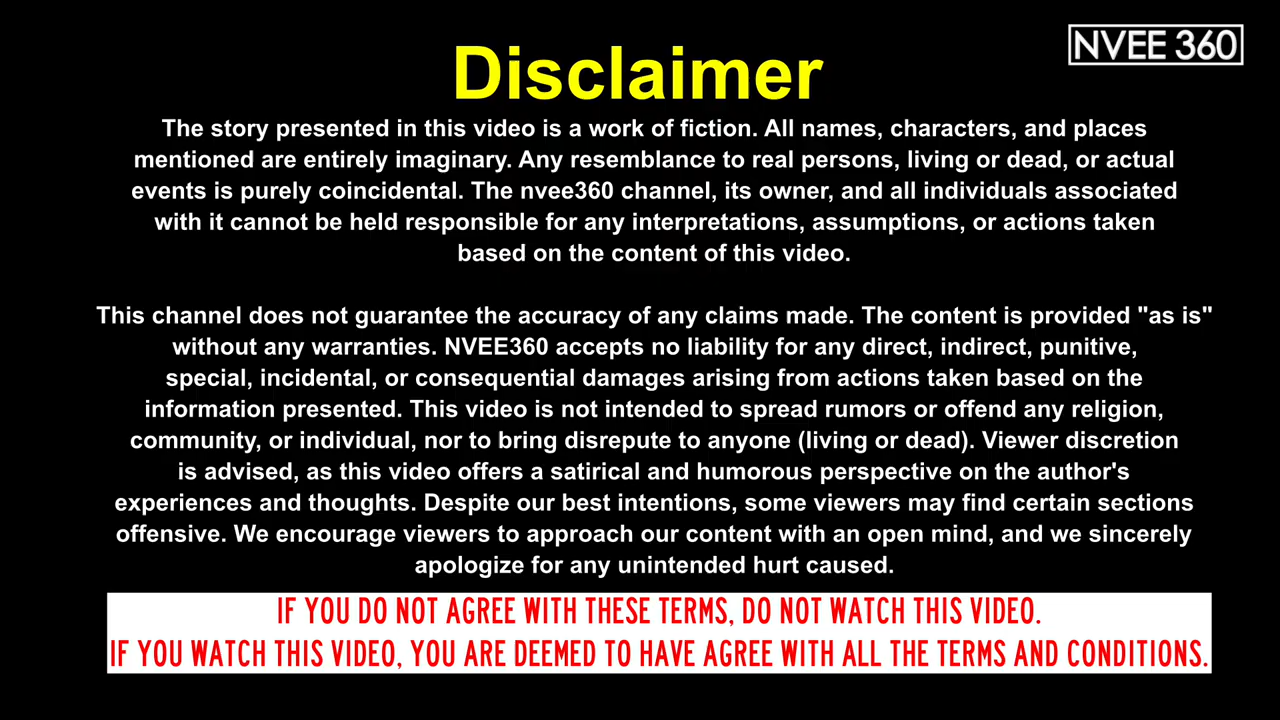 NVEE 360
Disclaimer
The story presented in this video is a work of fiction. All names, characters, and places
mentioned are entirely imaginary. Any resemblance to real persons, living or dead, or actual
events is purely coincidental. The nvee360 channel, its owner, and all individuals associated
with it cannot be held responsible for any interpretations, assumptions, or actions taken
based on the content of this video.
This channel does not guarantee the accuracy of any claims made. The content is provided "as is"
without any warranties. NVEE360 accepts no liability for any direct, indirect, punitive,
special, incidental, or consequential damages arising from actions taken based on the
information presented. This video is not intended to spread rumors or offend any religion,
community, or individual, nor to bring disrepute to anyone (living or dead). Viewer discretion
is advised, as this video offers a satirical and humorous perspective on the author's
experiences and thoughts. Despite our best intentions, some viewers may find certain sections
offensive. We encourage viewers to approach our content with an open mind, and we sincerely
apologize for any unintended hurt caused.
IF YOU DO NOT AGREE WITH THESE TERMS, DO NOT WATCH THIS VIDEO.
IF YOU WATCH THIS VIDEO, YOU ARE DEEMED TO HAVE AGREE WITH ALL THE TERMS AND CONDITIONS.